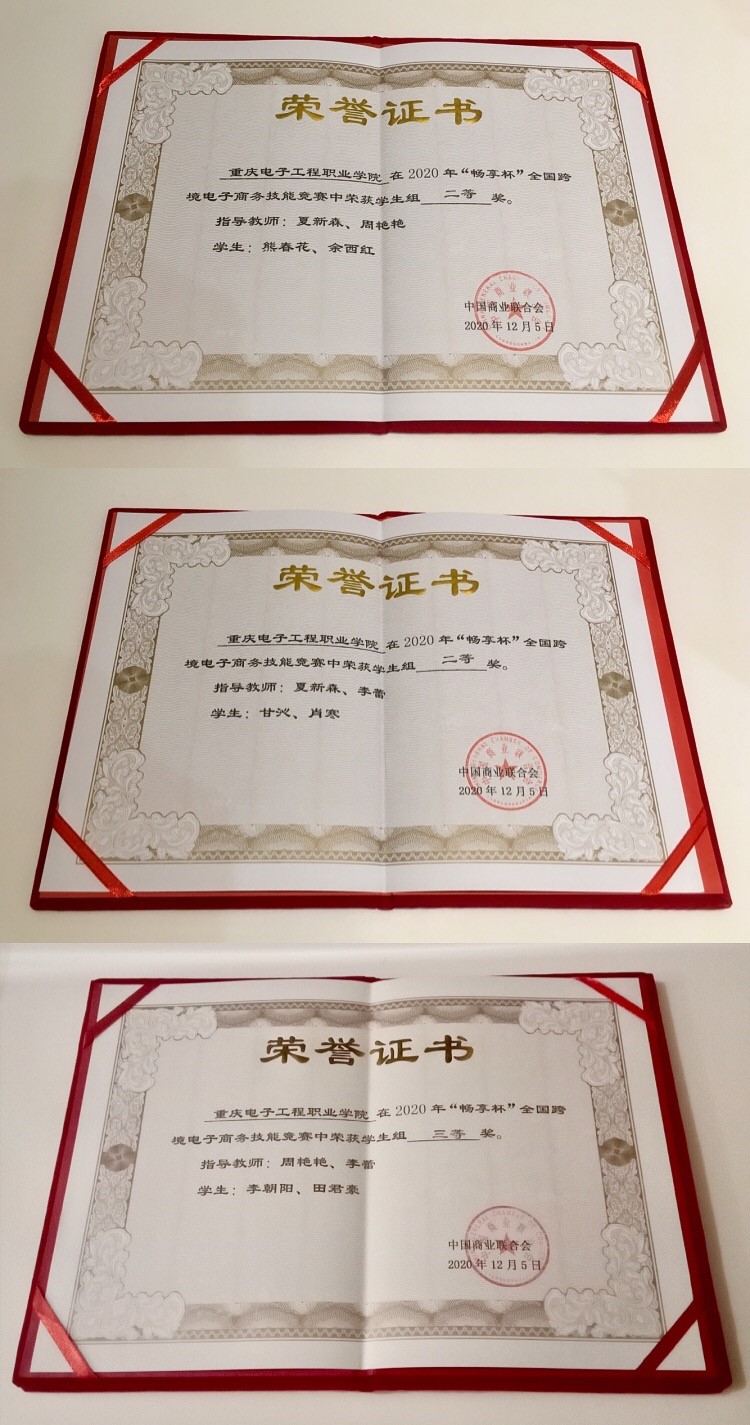 荣誉证书
重庆电子工程职业学院 在 2020 年“畅享杯”全国跨
境电子商务技能竞赛中荣获学生组 二等 奖。
指导教师：夏新森、周艳艳
学生：熊春花、余西红
中国商业联合会
2020 年 12 月 5 日
荣誉证书
重庆电子工程职业学院 在 2020 年“畅享杯”全国跨
境电子商务技能竞赛中荣获学生组 二等 奖。
指导教师：夏新森、李蕾
学生：甘沁、肖寒
中国商业联合会
2020 年 12 月 5 日
荣誉证书
重庆电子工程职业学院 在 2020 年“畅享杯”全国跨
境电子商务技能竞赛中荣获学生组 三等 奖。
指导教师：周艳艳、李蕾
学生：李朝阳、田君豪
中国商业联合会
2020 年 12 月 5 日